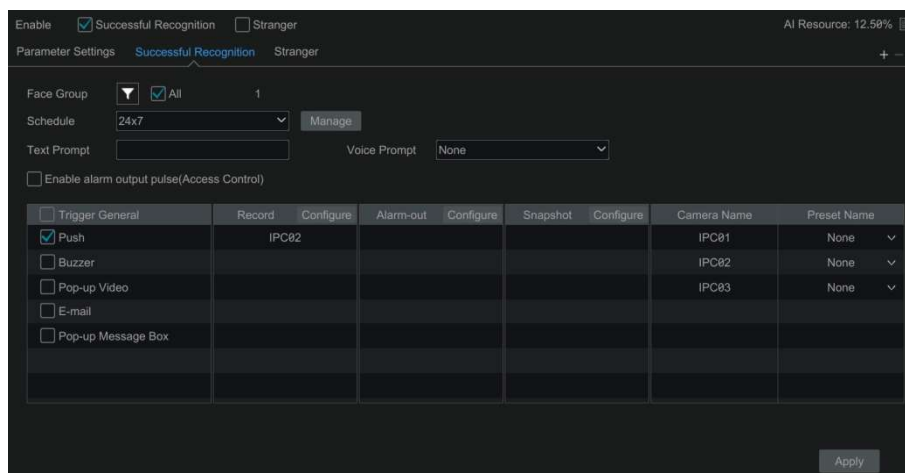 Enable Successful Recognition Stranger AI Resource: 12.50%
Parameter Settings Successful Recognition Stranger + −
Face Group All 1
Schedule 24x7 Manage
Text Prompt Voice Prompt None
Enable alarm output pulse(Access Control)
Trigger General Record Configure Alarm-out Configure Snapshot Configure Camera Name Preset Name
Push IPC02 IPC01 None
Buzzer IPC02 None
Pop-up Video IPC03 None
E-mail
Pop-up Message Box
Apply